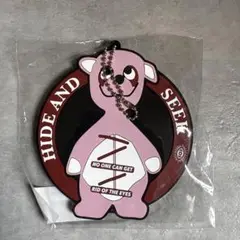 HIDE AND SEEK
NO ONE CAN GET
RID OF THE EYES